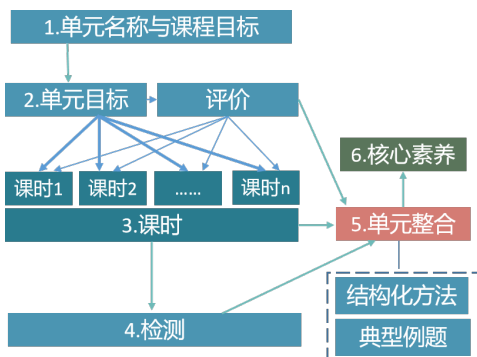 1.单元名称与课程目标
2.单元目标
评价
6.核心素养
课时1
课时2
......
课时n
3.课时
5.单元整合
结构化方法
4.检测
典型例题